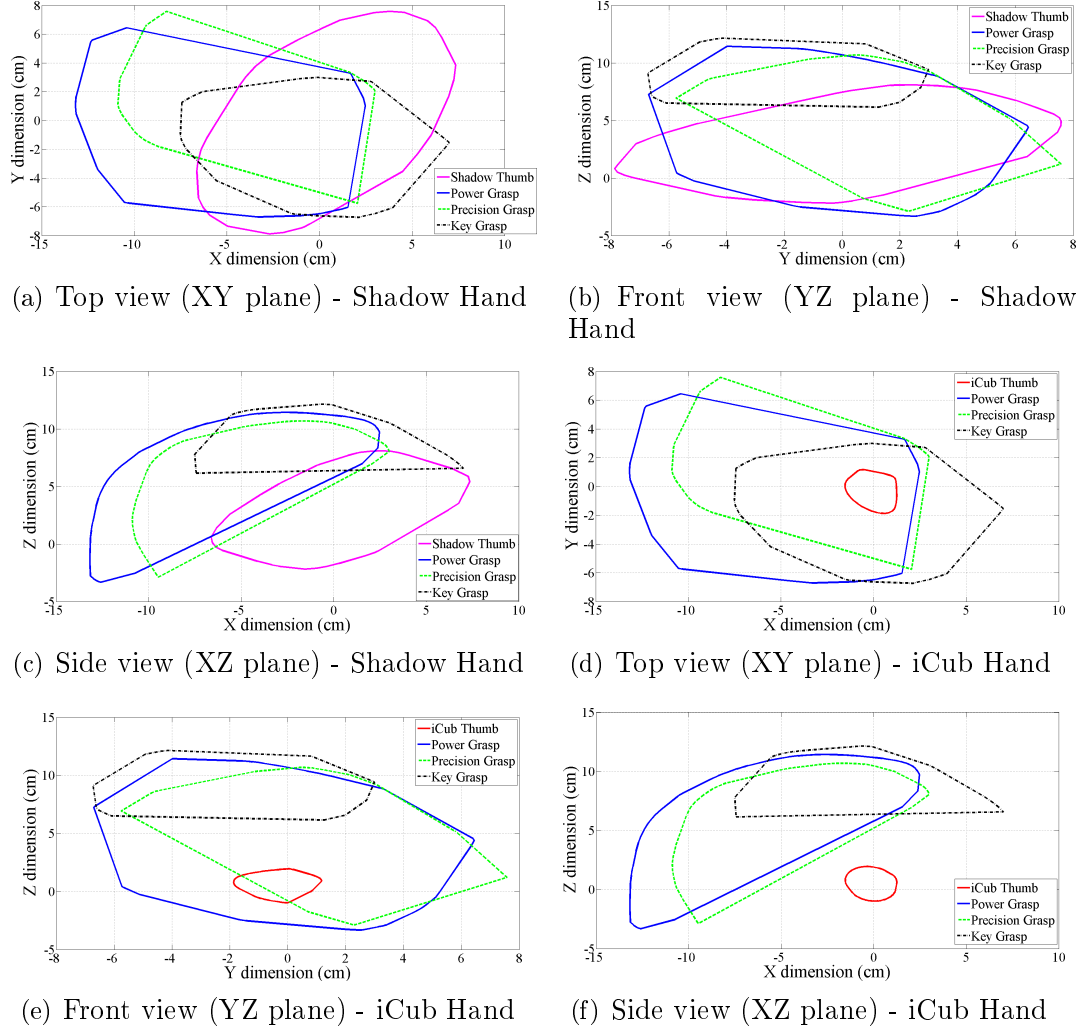 8
6
4
2
0
-2
-4
-6
-8
-15
-10
-5
0
5
10
Y dimension (cm)
X dimension (cm)
Shadow Thumb
Power Grasp
Precision Grasp
Key Grasp
(a) Top view (XY plane) - Shadow Hand
15
10
5
0
-5
-8
-6
-4
-2
0
2
4
6
8
Z dimension (cm)
Y dimension (cm)
Shadow Thumb
Power Grasp
Precision Grasp
Key Grasp
(b) Front view (YZ plane) - Shadow
Hand
15
10
5
0
-5
-15
-10
-5
0
5
10
Z dimension (cm)
X dimension (cm)
Shadow Thumb
Power Grasp
Precision Grasp
Key Grasp
(c) Side view (XZ plane) - Shadow Hand
8
6
4
2
0
-2
-4
-6
8
-15
-10
-5
0
5
10
Y dimension (cm)
X dimension (cm)
iCub Thumb
Power Grasp
Precision Grasp
Key Grasp
(d) Top view (XY plane) - iCub Hand
15
10
5
0
-5
-8
-6
-4
-2
0
2
4
6
8
Z dimension (cm)
Y dimension (cm)
iCub Thumb
Power Grasp
Precision Grasp
Key Grasp
(e) Front view (YZ plane) - iCub Hand
15
10
5
0
-5
-15
-10
-5
0
5
10
Z dimension (cm)
X dimension (cm)
iCub Thumb
Power Grasp
Precision Grasp
Key Grasp
(f) Side view (XZ plane) - iCub Hand